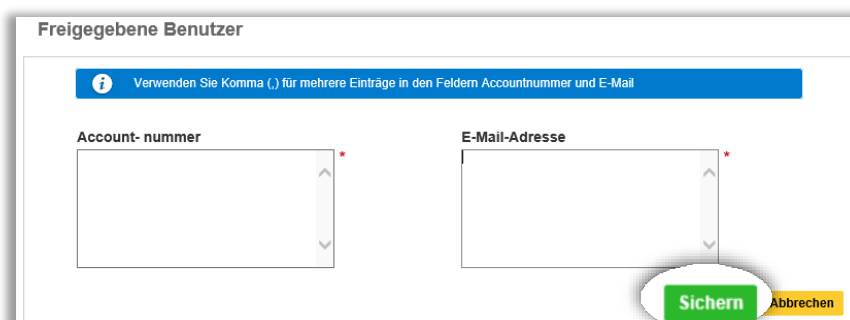 Freigegebene Benutzer
Verwenden Sie Komma (,) für mehrere Einträge in den Feldern Accountnummer und E-Mail
Account- nummer
E-Mail-Adresse
*
*
Sichern
Abbrechen